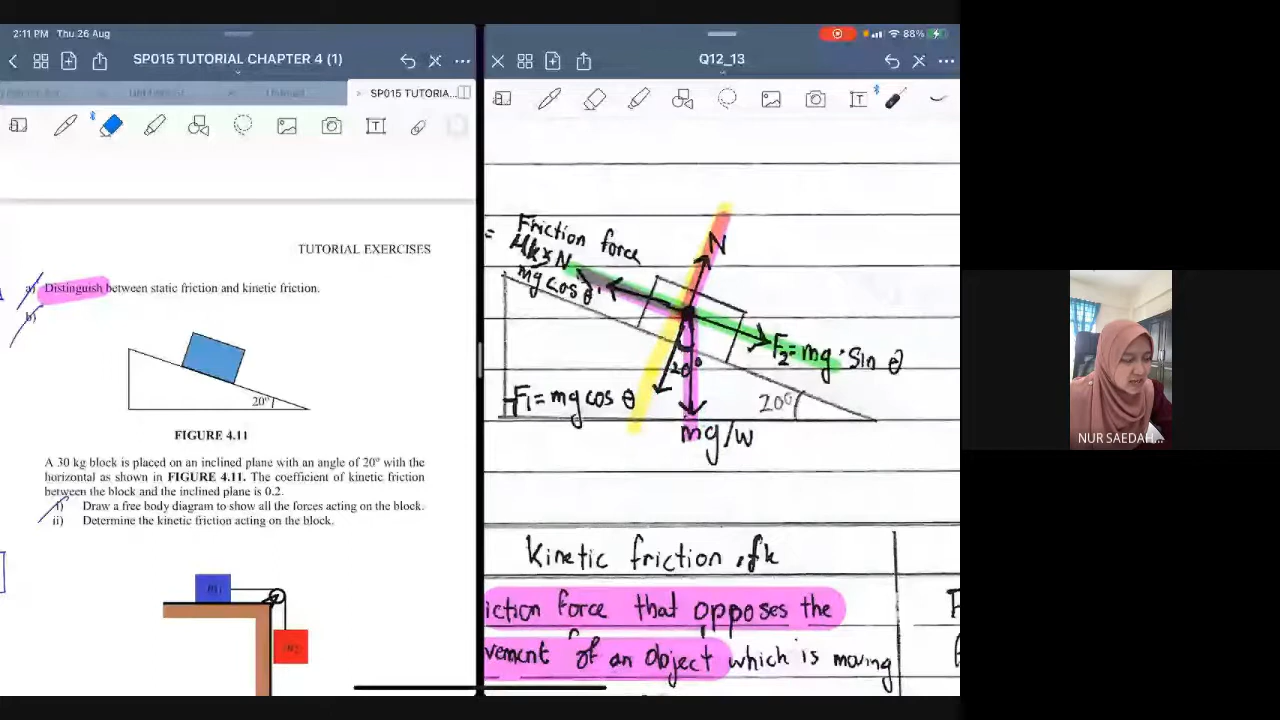 2:11 PM Thu 26 Aug
88%
SP015 TUTORIAL CHAPTER 4 (1)
SP015 TUTORIA...
TUTORIAL EXERCISES
a) Distinguish between static friction and kinetic friction.
b)
20°
FIGURE 4.11
A 30 kg block is placed on an inclined plane with an angle of 20° with the
horizontal as shown in FIGURE 4.11. The coefficient of kinetic friction
between the block and the inclined plane is 0.2.
i) Draw a free body diagram to show all the forces acting on the block.
ii) Determine the kinetic friction acting on the block.
Q12_13
= Friction force
μk × N
mg cos θ
N
F2 = mg · sin θ
20°
F1 = mg cos θ
20°
mg/w
Kinetic friction, fk
iction force that opposes the
vement of an object which is moving
NUR SAEDAH...